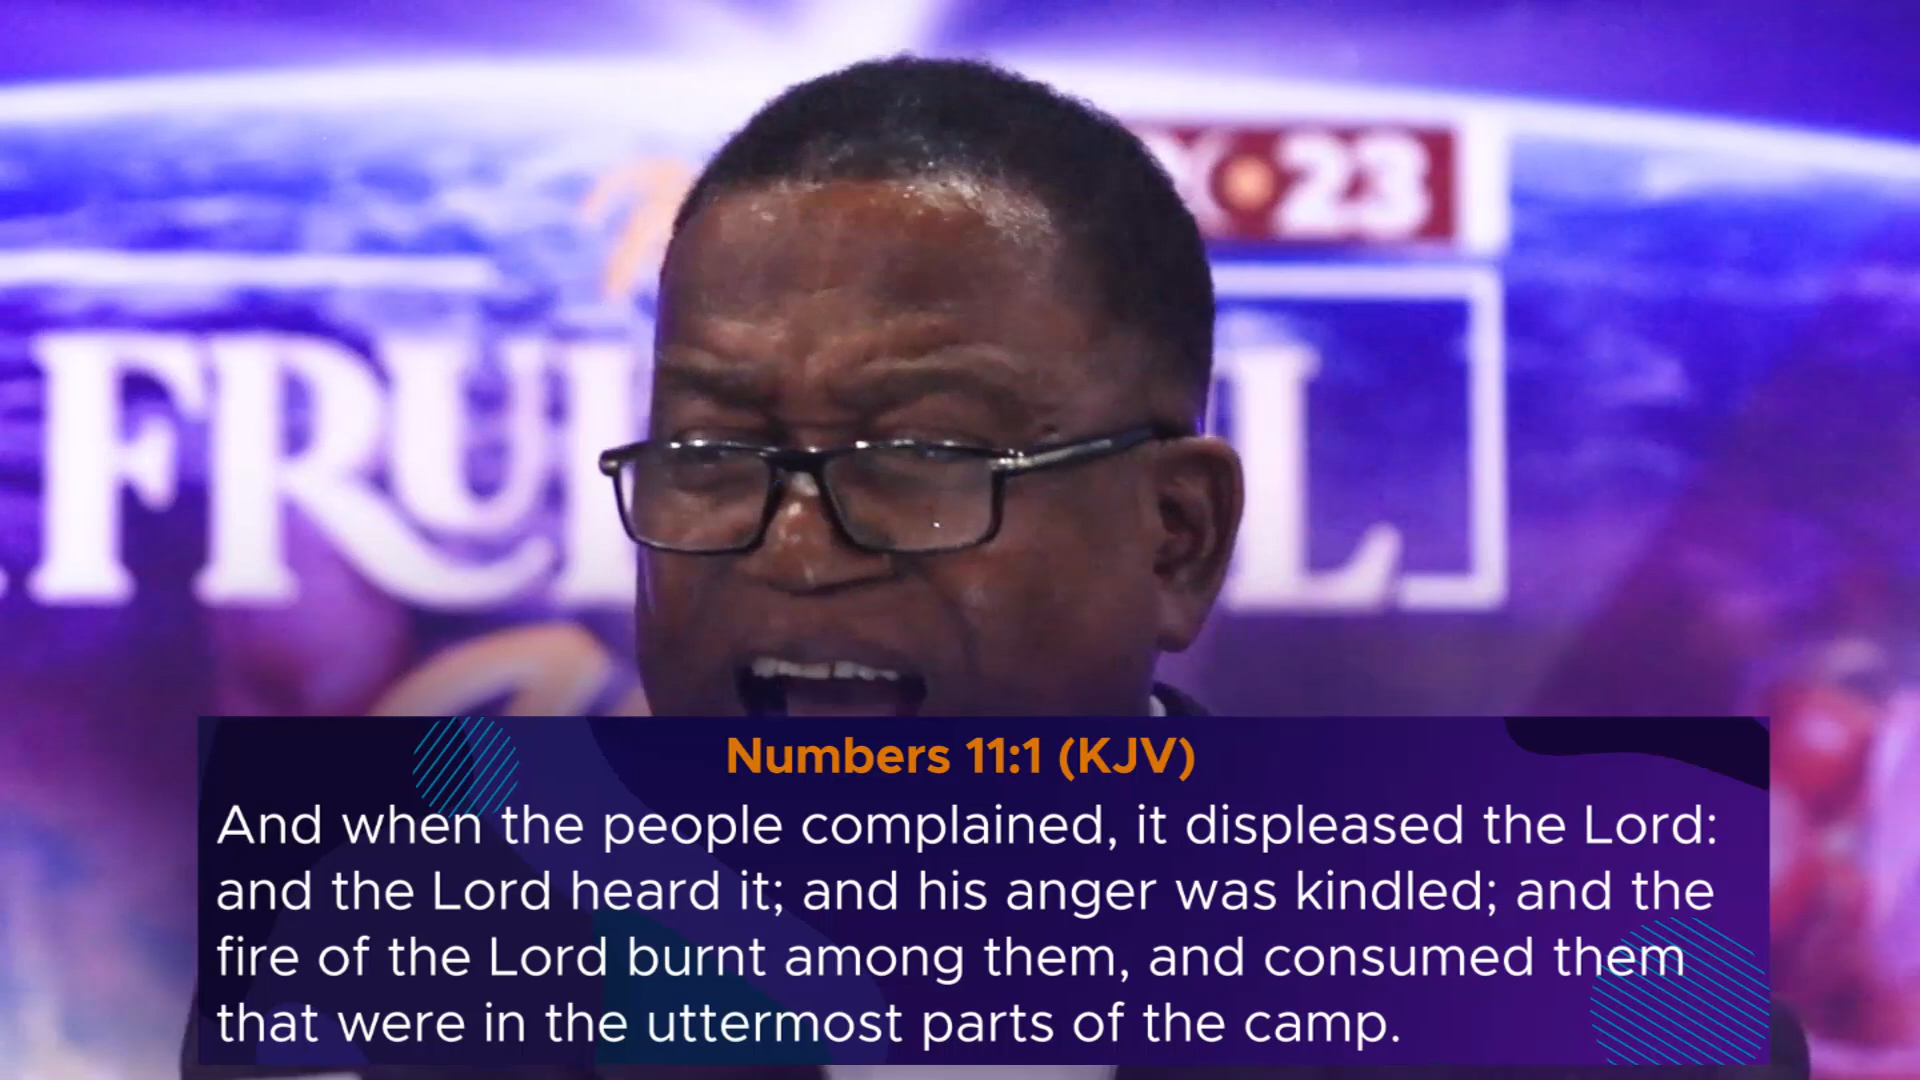 23
FRUI L
Numbers 11:1 (KJV)
And when the people complained, it displeased the Lord:
and the Lord heard it; and his anger was kindled; and the
fire of the Lord burnt among them, and consumed them
that were in the uttermost parts of the camp.